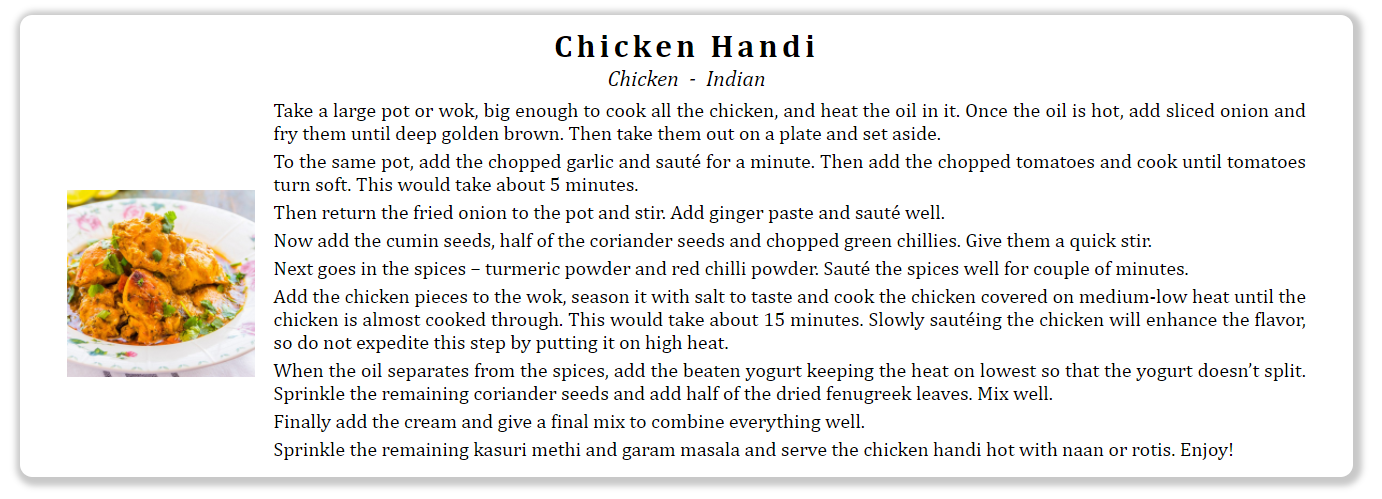 Chicken Handi
Chicken - Indian
Take a large pot or wok, big enough to cook all the chicken, and heat the oil in it. Once the oil is hot, add sliced onion and
fry them until deep golden brown. Then take them out on a plate and set aside.
To the same pot, add the chopped garlic and sauté for a minute. Then add the chopped tomatoes and cook until tomatoes
turn soft. This would take about 5 minutes.
Then return the fried onion to the pot and stir. Add ginger paste and sauté well.
Now add the cumin seeds, half of the coriander seeds and chopped green chillies. Give them a quick stir.
Next goes in the spices – turmeric powder and red chilli powder. Sauté the spices well for couple of minutes.
Add the chicken pieces to the wok, season it with salt to taste and cook the chicken covered on medium-low heat until the
chicken is almost cooked through. This would take about 15 minutes. Slowly sautéing the chicken will enhance the flavor,
so do not expedite this step by putting it on high heat.
When the oil separates from the spices, add the beaten yogurt keeping the heat on lowest so that the yogurt doesn’t split.
Sprinkle the remaining coriander seeds and add half of the dried fenugreek leaves. Mix well.
Finally add the cream and give a final mix to combine everything well.
Sprinkle the remaining kasuri methi and garam masala and serve the chicken handi hot with naan or rotis. Enjoy!